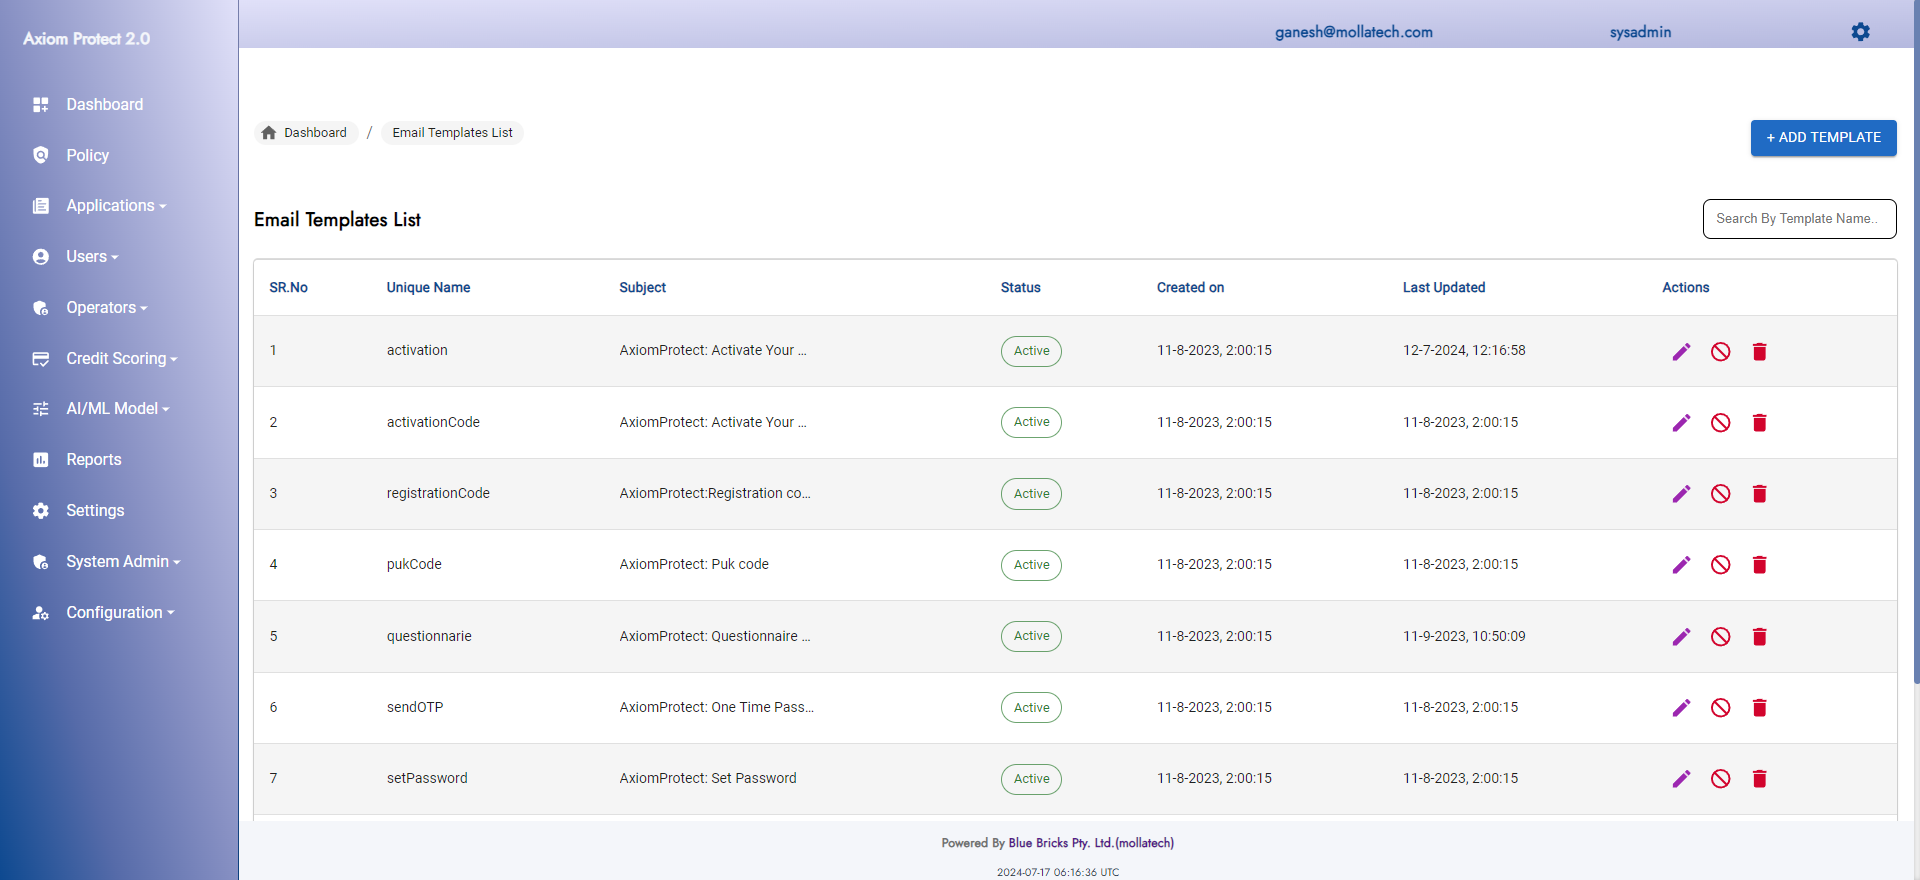 Axiom Protect 2.0
ganesh@mollatech.com sysadmin
Dashboard
Policy
Applications
Users
Operators
Credit Scoring
AI/ML Model
Reports
Settings
System Admin
Configuration
Dashboard / Email Templates List
+ ADD TEMPLATE
Email Templates List
Search By Template Name..
SR.No Unique Name Subject Status Created on Last Updated Actions
1 activation AxiomProtect: Activate Your ... Active 11-8-2023, 2:00:15 12-7-2024, 12:16:58
2 activationCode AxiomProtect: Activate Your ... Active 11-8-2023, 2:00:15 11-8-2023, 2:00:15
3 registrationCode AxiomProtect:Registration co... Active 11-8-2023, 2:00:15 11-8-2023, 2:00:15
4 pukCode AxiomProtect: Puk code Active 11-8-2023, 2:00:15 11-8-2023, 2:00:15
5 questionnarie AxiomProtect: Questionnaire ... Active 11-8-2023, 2:00:15 11-9-2023, 10:50:09
6 sendOTP AxiomProtect: One Time Pass... Active 11-8-2023, 2:00:15 11-8-2023, 2:00:15
7 setPassword AxiomProtect: Set Password Active 11-8-2023, 2:00:15 11-8-2023, 2:00:15
Powered By Blue Bricks Pty. Ltd.(mollatech)
2024-07-17 06:16:36 UTC